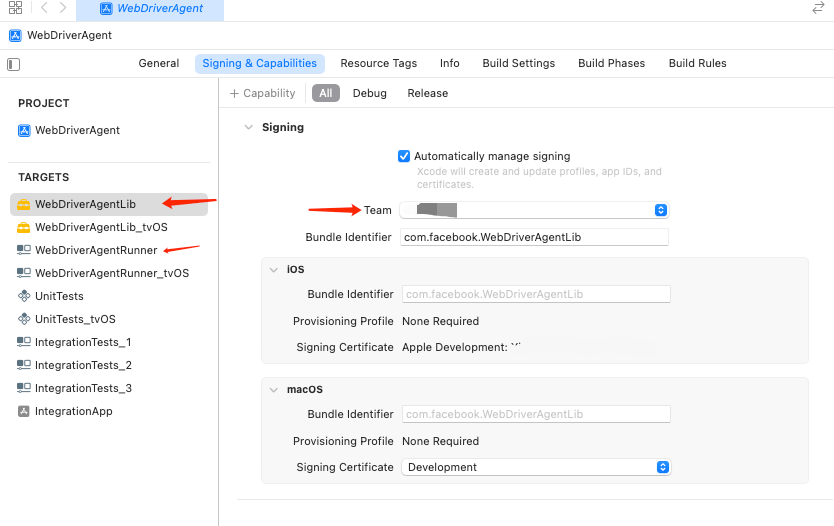 WebDriverAgent
WebDriverAgent
General Signing & Capabilities Resource Tags Info Build Settings Build Phases Build Rules
+ Capability All Debug Release
PROJECT
WebDriverAgent
TARGETS
WebDriverAgentLib
WebDriverAgentLib_tvOS
WebDriverAgentRunner
WebDriverAgentRunner_tvOS
UnitTests
UnitTests_tvOS
IntegrationTests_1
IntegrationTests_2
IntegrationTests_3
IntegrationApp
Signing
Automatically manage signing
Xcode will create and update profiles, app IDs, and
certificates.
Team
Bundle Identifier com.facebook.WebDriverAgentLib
iOS
Bundle Identifier com.facebook.WebDriverAgentLib
Provisioning Profile None Required
Signing Certificate Apple Development:
macOS
Bundle Identifier com.facebook.WebDriverAgentLib
Provisioning Profile None Required
Signing Certificate Development